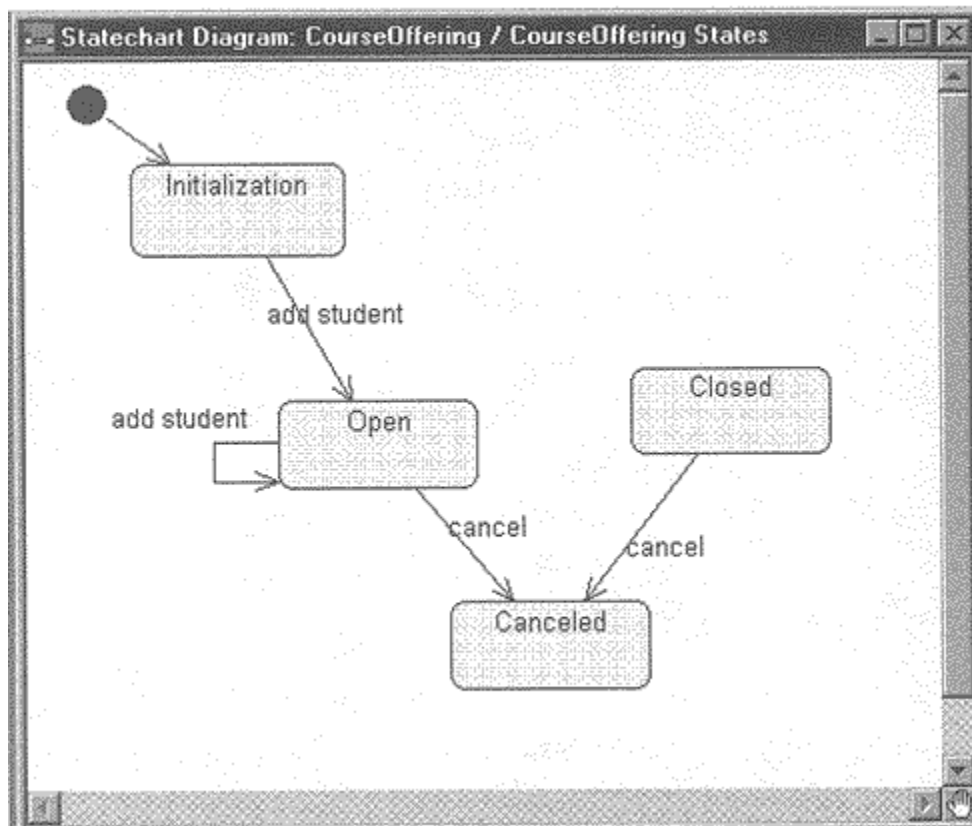 Statechart Diagram: CourseOffering / CourseOffering States
Initialization
add student
Closed
add student
Open
cancel
cancel
Canceled